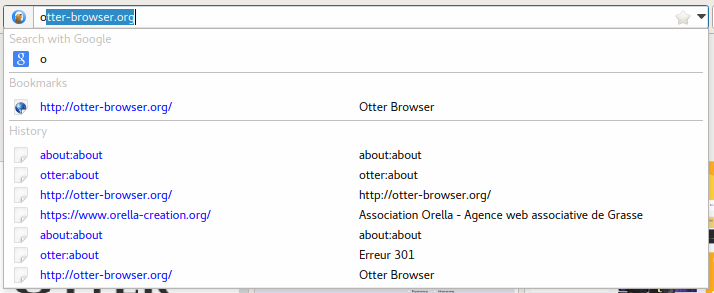 otter-browser.org
Search with Google
o
Bookmarks
http://otter-browser.org/ Otter Browser
History
about:about about:about
otter:about otter:about
http://otter-browser.org/ http://otter-browser.org/
https://www.orella-creation.org/ Association Orella - Agence web associative de Grasse
about:about about:about
otter:about Erreur 301
http://otter-browser.org/ Otter Browser